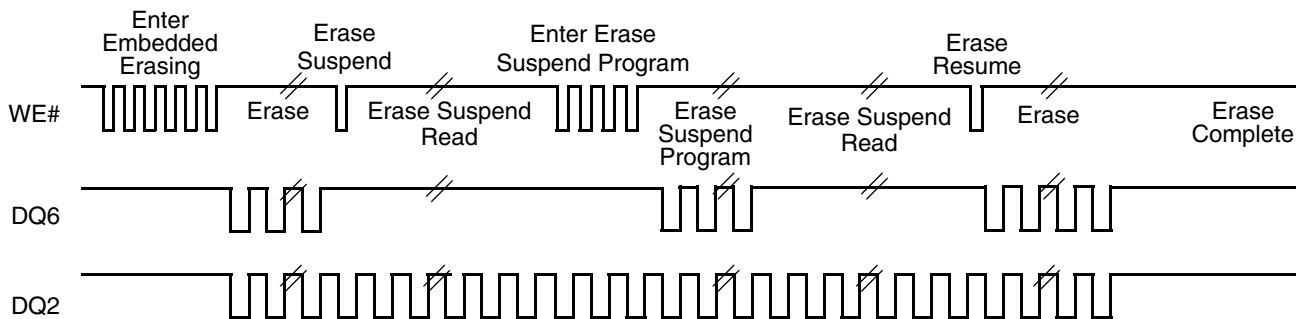 Enter
Embedded
Erasing
Erase
Suspend
Enter Erase
Suspend Program
Erase
Resume
WE#
Erase
Erase Suspend
Read
Erase
Suspend
Program
Erase Suspend
Read
Erase
Erase
Complete
DQ6
DQ2